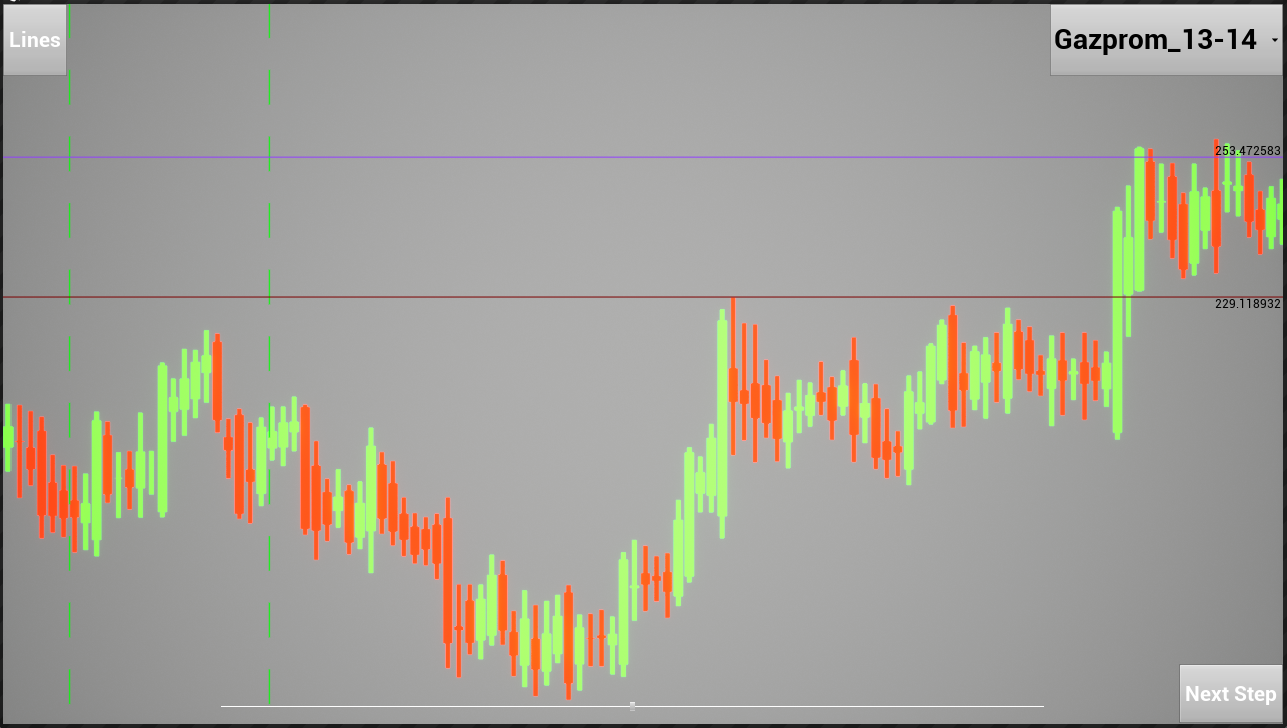 Lines
Gazprom_13-14
253.472583
229.118932
Next Step